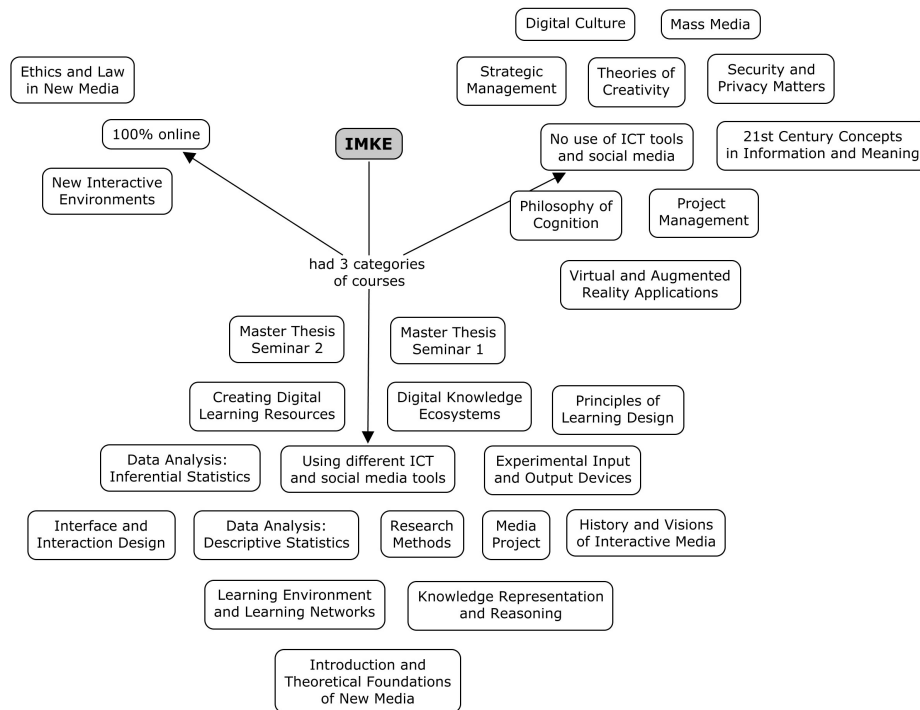 Digital Culture
Mass Media
Ethics and Law
in New Media
Strategic
Management
Theories of
Creativity
Security and
Privacy Matters
100% online
IMKE
No use of ICT tools
and social media
21st Century Concepts
in Information and Meaning
New Interactive
Environments
Philosophy of
Cognition
Project
Management
had 3 categories
of courses
Virtual and Augmented
Reality Applications
Master Thesis
Seminar 2
Master Thesis
Seminar 1
Creating Digital
Learning Resources
Digital Knowledge
Ecosystems
Principles of
Learning Design
Data Analysis:
Inferential Statistics
Using different ICT
and social media tools
Experimental Input
and Output Devices
Interface and
Interaction Design
Data Analysis:
Descriptive Statistics
Research
Methods
Media
Project
History and Visions
of Interactive Media
Learning Environment
and Learning Networks
Knowledge Representation
and Reasoning
Introduction and
Theoretical Foundations
of New Media